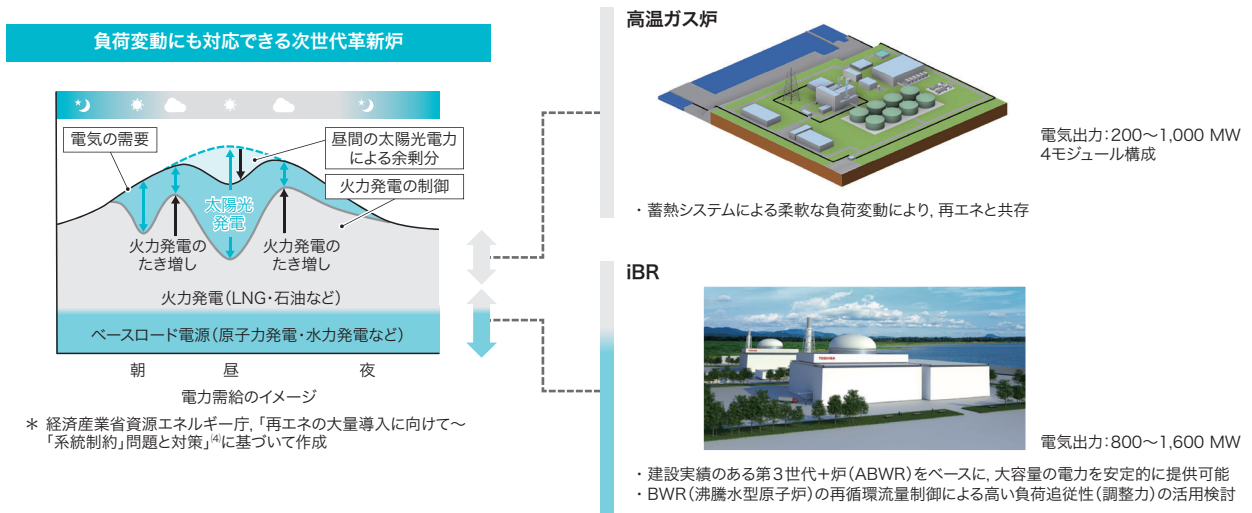 負荷変動にも対応できる次世代革新炉
電気の需要
昼間の太陽光電力
による余剰分
火力発電の制御
太陽光
発電
火力発電の
たき増し
火力発電の
たき増し
火力発電（LNG・石油など）
ベースロード電源（原子力発電・水力発電など）
朝
昼
夜
電力需給のイメージ
＊ 経済産業省資源エネルギー庁，「再エネの大量導入に向けて〜
「系統制約」問題と対策」(4)に基づいて作成
高温ガス炉
電気出力：200〜1,000 MW
4モジュール構成
・蓄熱システムによる柔軟な負荷変動により，再エネと共存
iBR
TOSHIBA
電気出力：800〜1,600 MW
・建設実績のある第3世代＋炉（ABWR）をベースに，大容量の電力を安定的に提供可能
・BWR（沸騰水型原子炉）の再循環流量制御による高い負荷追従性（調整力）の活用検討